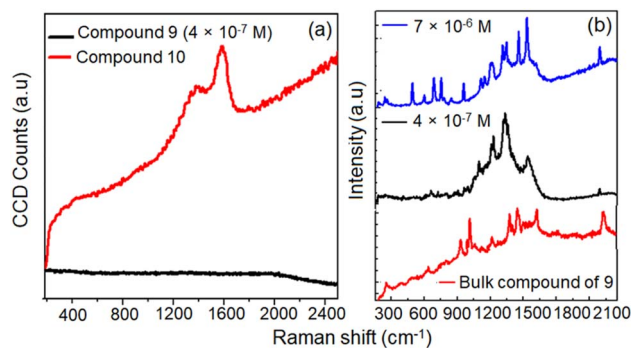 Compound 9 (4 × 10⁻⁷ M)
Compound 10
(a)
CCD Counts (a.u)
400 800 1200 1600 2000 2400
(b)
7 × 10⁻⁶ M
4 × 10⁻⁷ M
Bulk compound of 9
Intensity (a.u)
300 600 900 1200 1500 1800 2100
Raman shift (cm⁻¹)